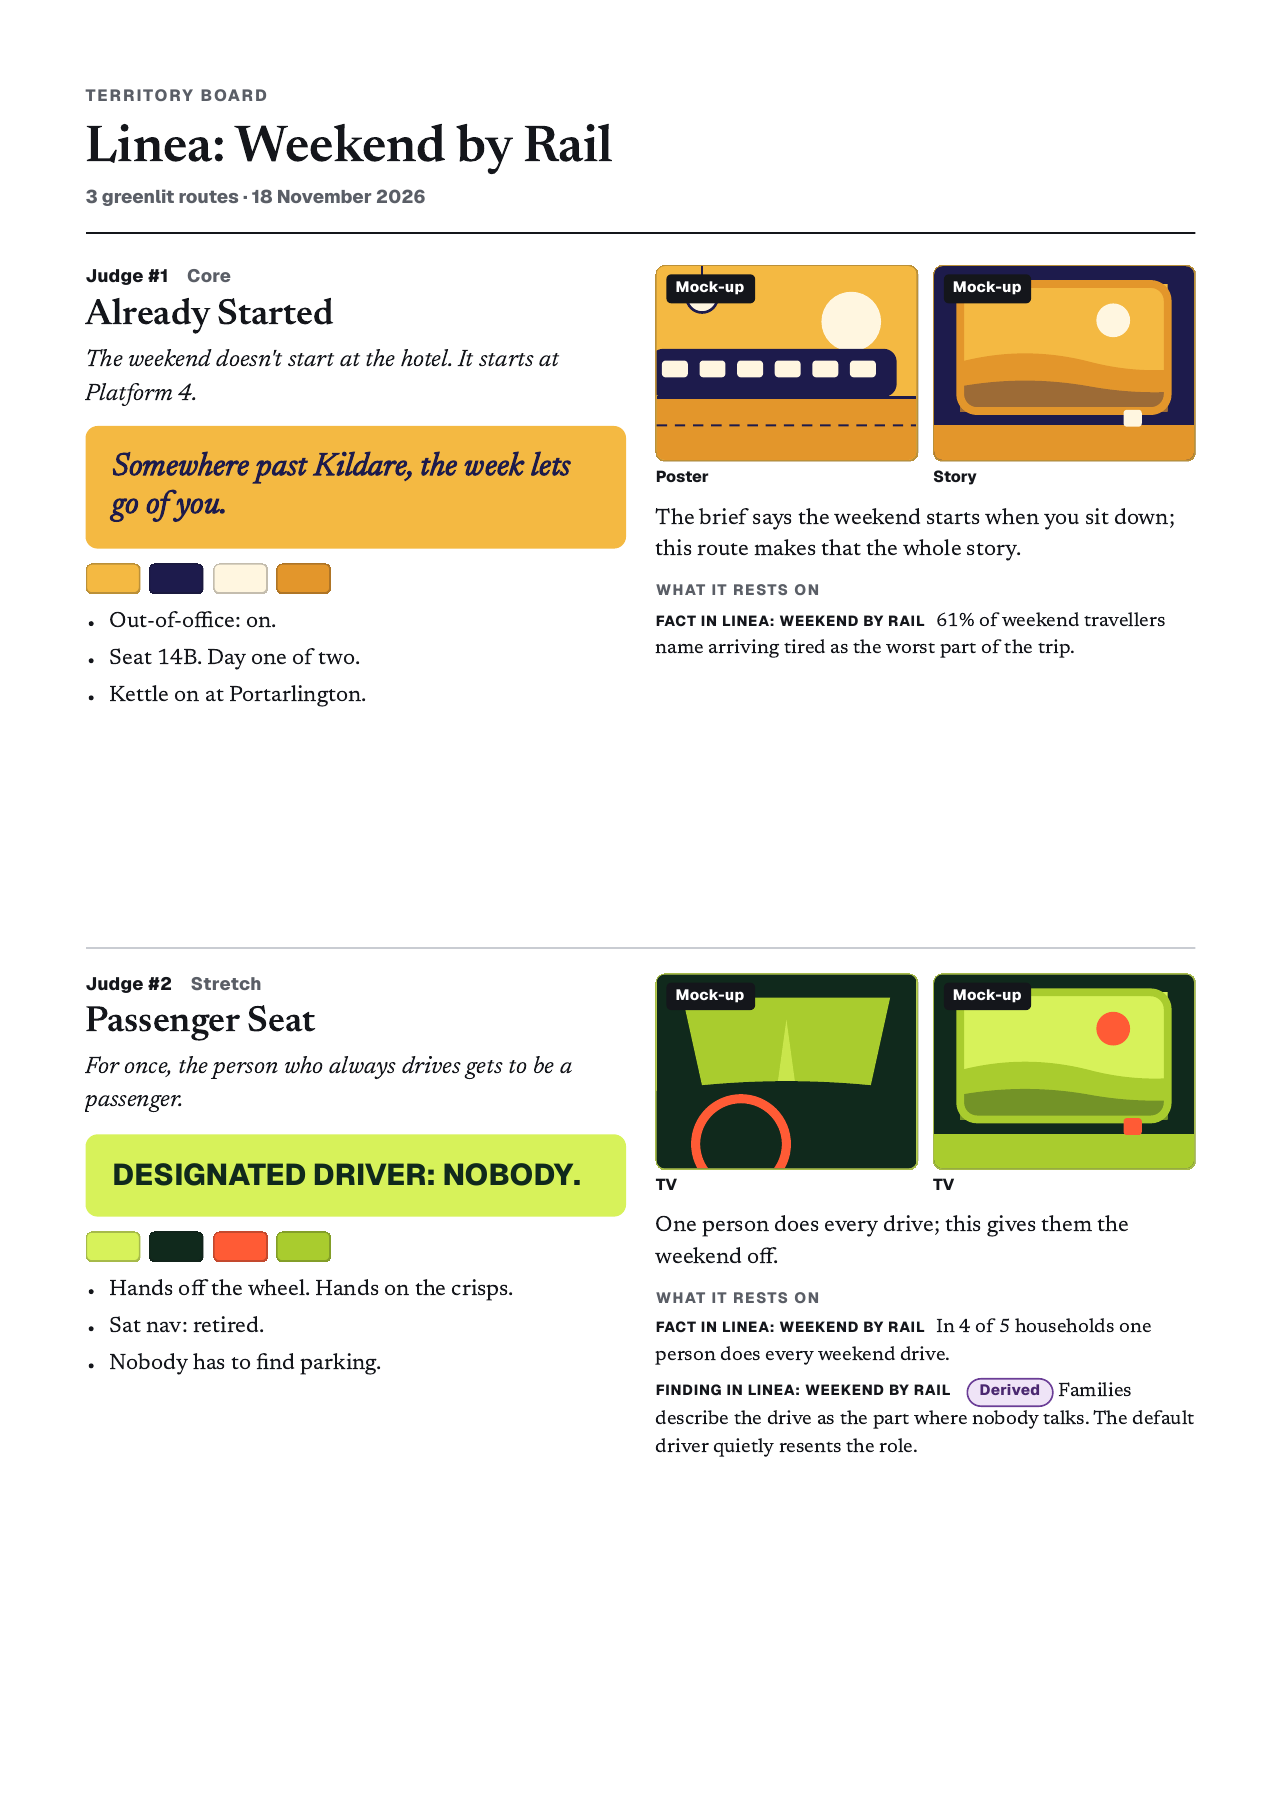 TERRITORY BOARD
Linea: Weekend by Rail
3 greenlit routes · 18 November 2026
Judge #1 Core
Already Started
The weekend doesn't start at the hotel. It starts at
Platform 4.
Somewhere past Kildare, the week lets
go of you.
• Out-of-office: on.
• Seat 14B. Day one of two.
• Kettle on at Portarlington.
Mock-up
Mock-up
Poster
Story
The brief says the weekend starts when you sit down;
this route makes that the whole story.
WHAT IT RESTS ON
FACT IN LINEA: WEEKEND BY RAIL 61% of weekend travellers
name arriving tired as the worst part of the trip.
Judge #2 Stretch
Passenger Seat
For once, the person who always drives gets to be a
passenger.
DESIGNATED DRIVER: NOBODY.
• Hands off the wheel. Hands on the crisps.
• Sat nav: retired.
• Nobody has to find parking.
Mock-up
Mock-up
TV
TV
One person does every drive; this gives them the
weekend off.
WHAT IT RESTS ON
FACT IN LINEA: WEEKEND BY RAIL In 4 of 5 households one
person does every weekend drive.
FINDING IN LINEA: WEEKEND BY RAIL Derived Families
describe the drive as the part where nobody talks. The default
driver quietly resents the role.